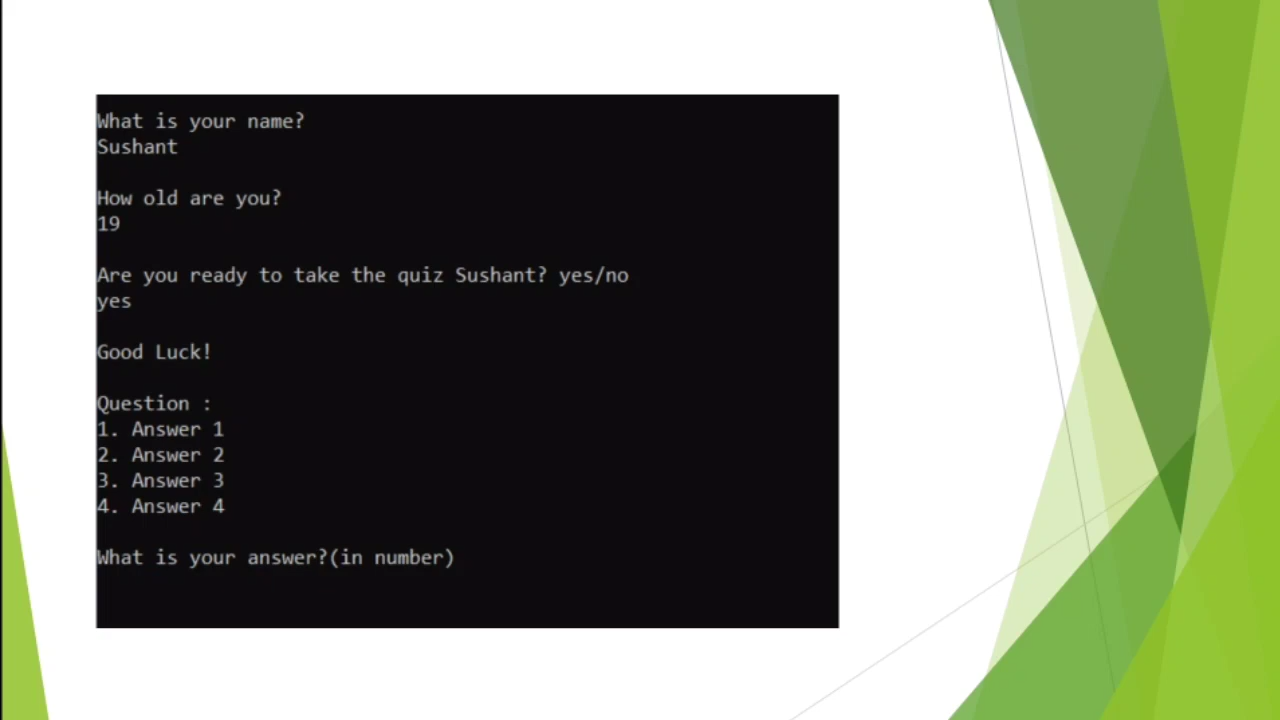 What is your name?
Sushant
How old are you?
19
Are you ready to take the quiz Sushant? yes/no
yes
Good Luck!
Question :
1. Answer 1
2. Answer 2
3. Answer 3
4. Answer 4
What is your answer?(in number)